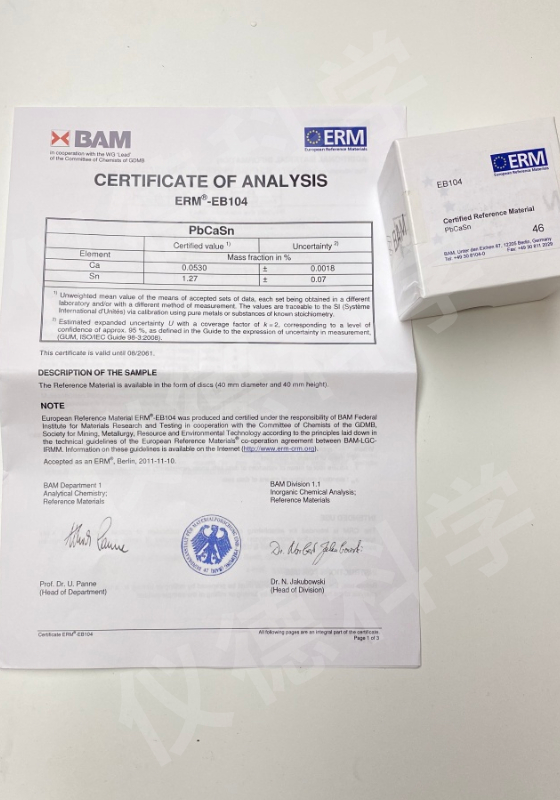 BAM
in cooperation with the WG 'Lead'
of the Committee of Chemists of GDMB
ERM
European Reference Materials
CERTIFICATE OF ANALYSIS
ERM®-EB104
PbCaSn
Element Certified value 1) Uncertainty 2)
Mass fraction in %
Ca 0.0530 ± 0.0018
Sn 1.27 ± 0.07
1) Unweighted mean value of the means of accepted sets of data, each set being obtained in a different
laboratory and/or with a different method of measurement. The values are traceable to the SI (Système
International d'Unités) via calibration using pure metals or substances of known stochiometry.
2) Estimated expanded uncertainty U with a coverage factor of k = 2, corresponding to a level of
confidence of approx. 95 %, as defined in the Guide to the expression of uncertainty in measurement,
(GUM, ISO/IEC Guide 98-3:2008).
This certificate is valid until 06/2061.
DESCRIPTION OF THE SAMPLE
The Reference Material is available in the form of discs (40 mm diameter and 40 mm height).
NOTE
European Reference Material ERM®-EB104 was produced and certified under the responsibility of BAM Federal
Institute for Materials Research and Testing in cooperation with the Committee of Chemists of the GDMB,
Society for Mining, Metallurgy, Resource and Environmental Technology according to the principles laid down in
the technical guidelines of the European Reference Materials® co-operation agreement between BAM-LGC-
IRMM. Information on these guidelines is available on the Internet (http://www.erm-crm.org).
Accepted as an ERM®, Berlin, 2011-11-10.
BAM Department 1
Analytical Chemistry;
Reference Materials
BAM Division 1.1
Inorganic Chemical Analysis;
Reference Materials
Prof. Dr. U. Panne
(Head of Department)
Dr. N. Jakubowski
(Head of Division)
Certificate ERM®-EB104
All following pages are an integral part of the certificate.
Page 1 of 3
BAM
EB104
ERM
European Reference Materials
Certified Reference Material
PbCaSn
46
BAM, Unter den Eichen 87, 12205 Berlin, Germany
仪德科学